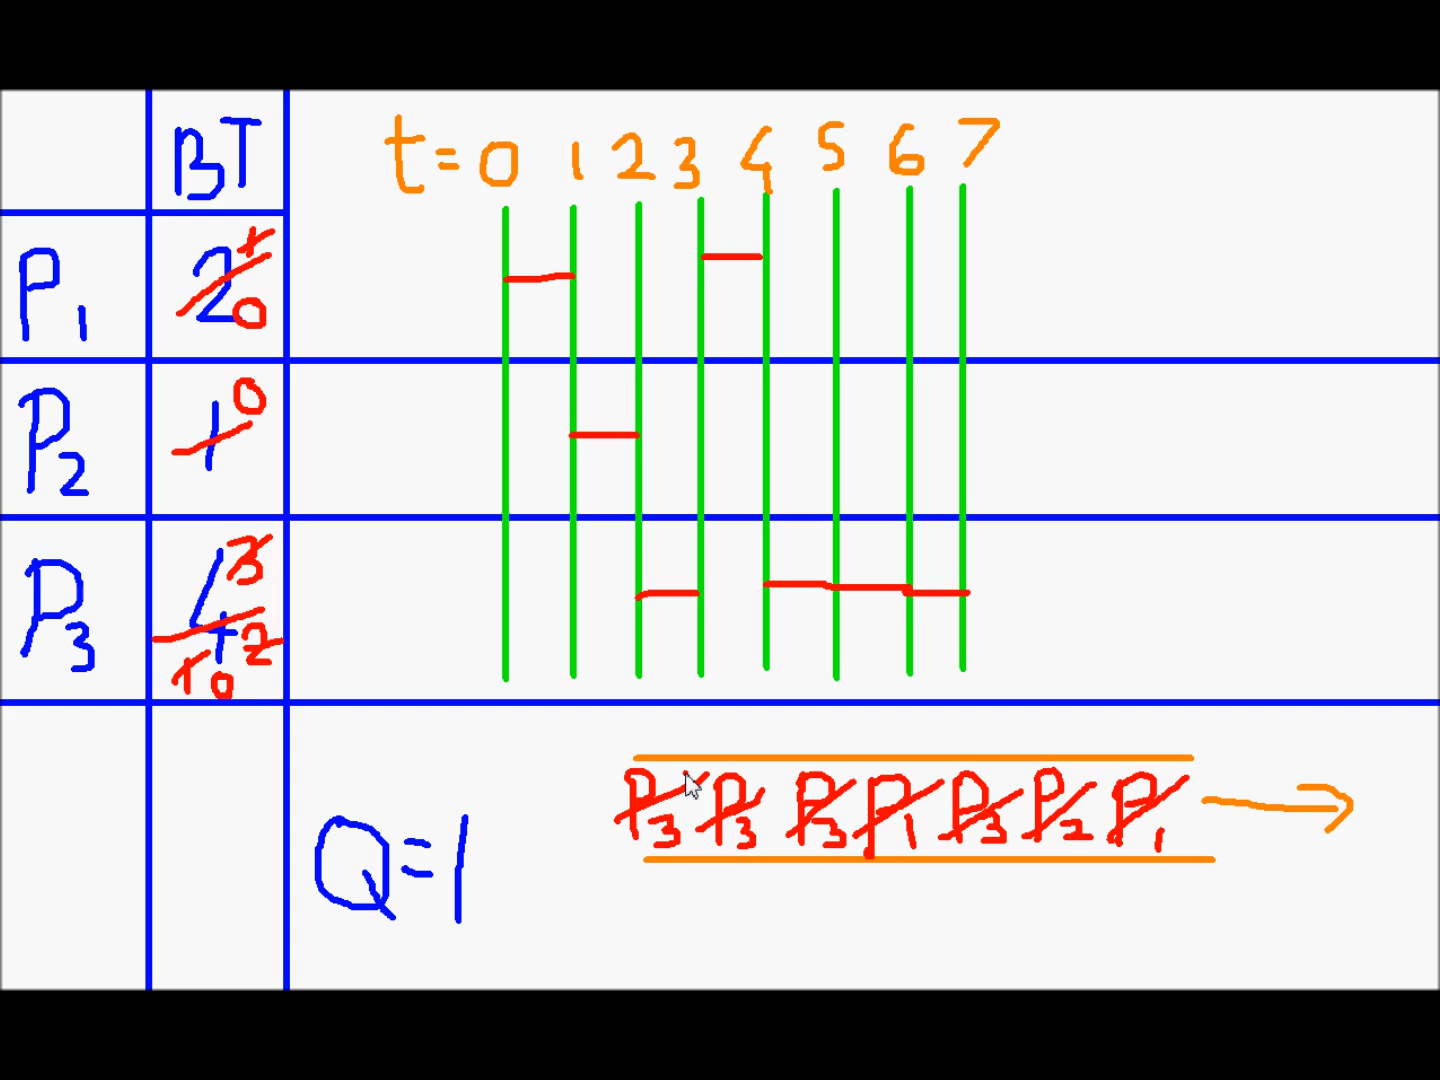 BT
t= 0 1 2 3 4 5 6 7
P1 2 1 0
P2 1 0
P3 4 3 2 1 0
Q=1
P3 P3 P3 P1 P3 P2 P1